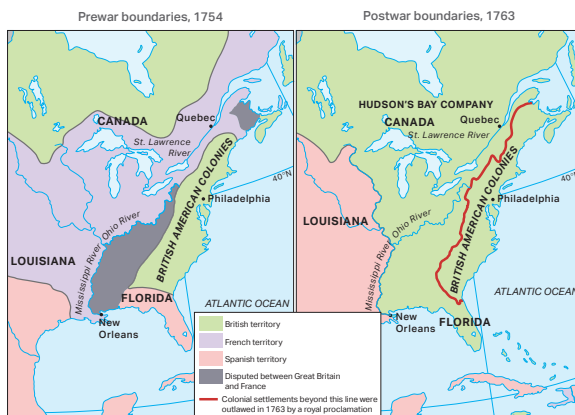 Prewar boundaries, 1754
CANADA
Quebec
St. Lawrence
River
40°N
Philadelphia
BRITISH AMERICAN COLONIES
Ohio River
Mississippi River
LOUISIANA
FLORIDA
ATLANTIC OCEAN
New
Orleans
Postwar boundaries, 1763
HUDSON'S BAY COMPANY
CANADA
Quebec
St. Lawrence
River
40°N
Philadelphia
BRITISH AMERICAN COLONIES
LOUISIANA
Ohio River
Mississippi River
ATLANTIC OCEAN
New
Orleans
FLORIDA
British territory
French territory
Spanish territory
Disputed between Great Britain
and France
Colonial settlements beyond this line were
outlawed in 1763 by a royal proclamation